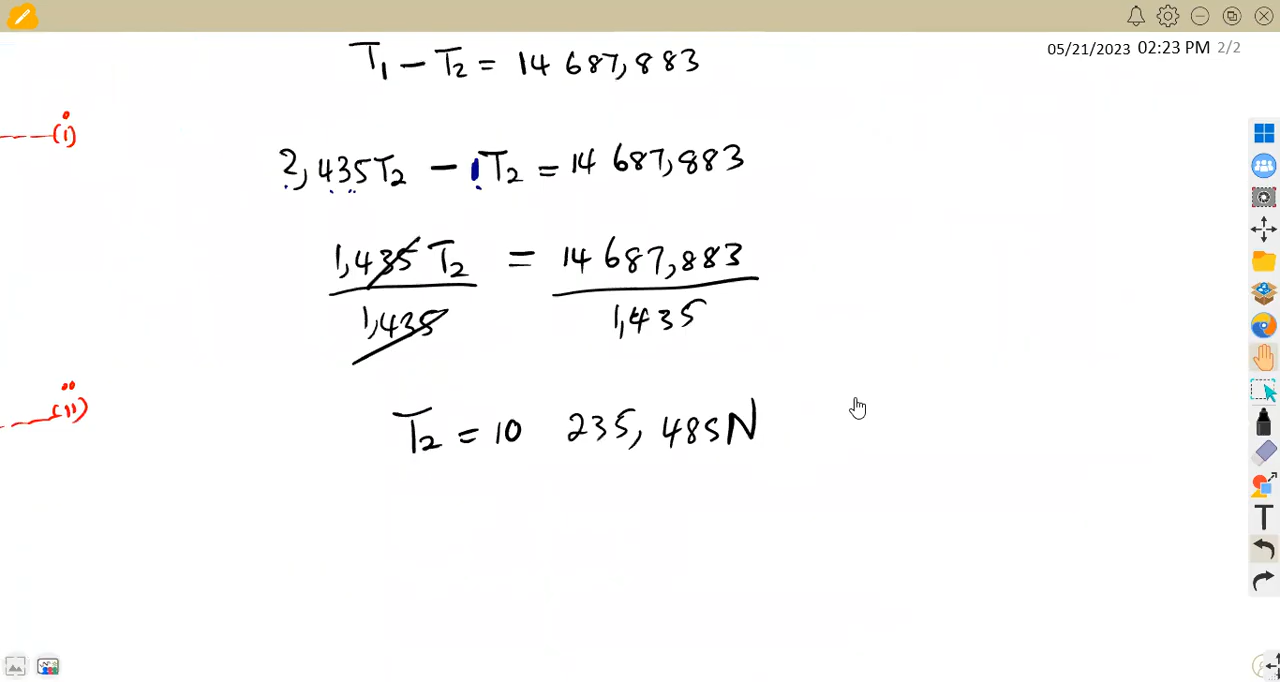 05/21/2023 02:23 PM 2/2
T₁ − T₂ = 14 687,883
(i)
2,435T₂ − 1T₂ = 14 687,883
1,435 T₂ = 14 687,883
1,435 1,435
(ii)
T₂ = 10 235,485N
T